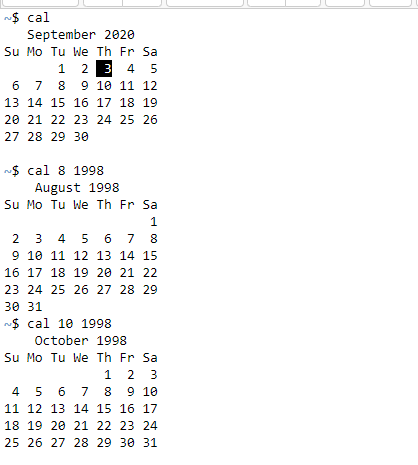 ~$ cal
   September 2020
Su Mo Tu We Th Fr Sa
       1  2  3  4  5
 6  7  8  9 10 11 12
13 14 15 16 17 18 19
20 21 22 23 24 25 26
27 28 29 30
~$ cal 8 1998
    August 1998
Su Mo Tu We Th Fr Sa
                   1
 2  3  4  5  6  7  8
 9 10 11 12 13 14 15
16 17 18 19 20 21 22
23 24 25 26 27 28 29
30 31
~$ cal 10 1998
    October 1998
Su Mo Tu We Th Fr Sa
             1  2  3
 4  5  6  7  8  9 10
11 12 13 14 15 16 17
18 19 20 21 22 23 24
25 26 27 28 29 30 31